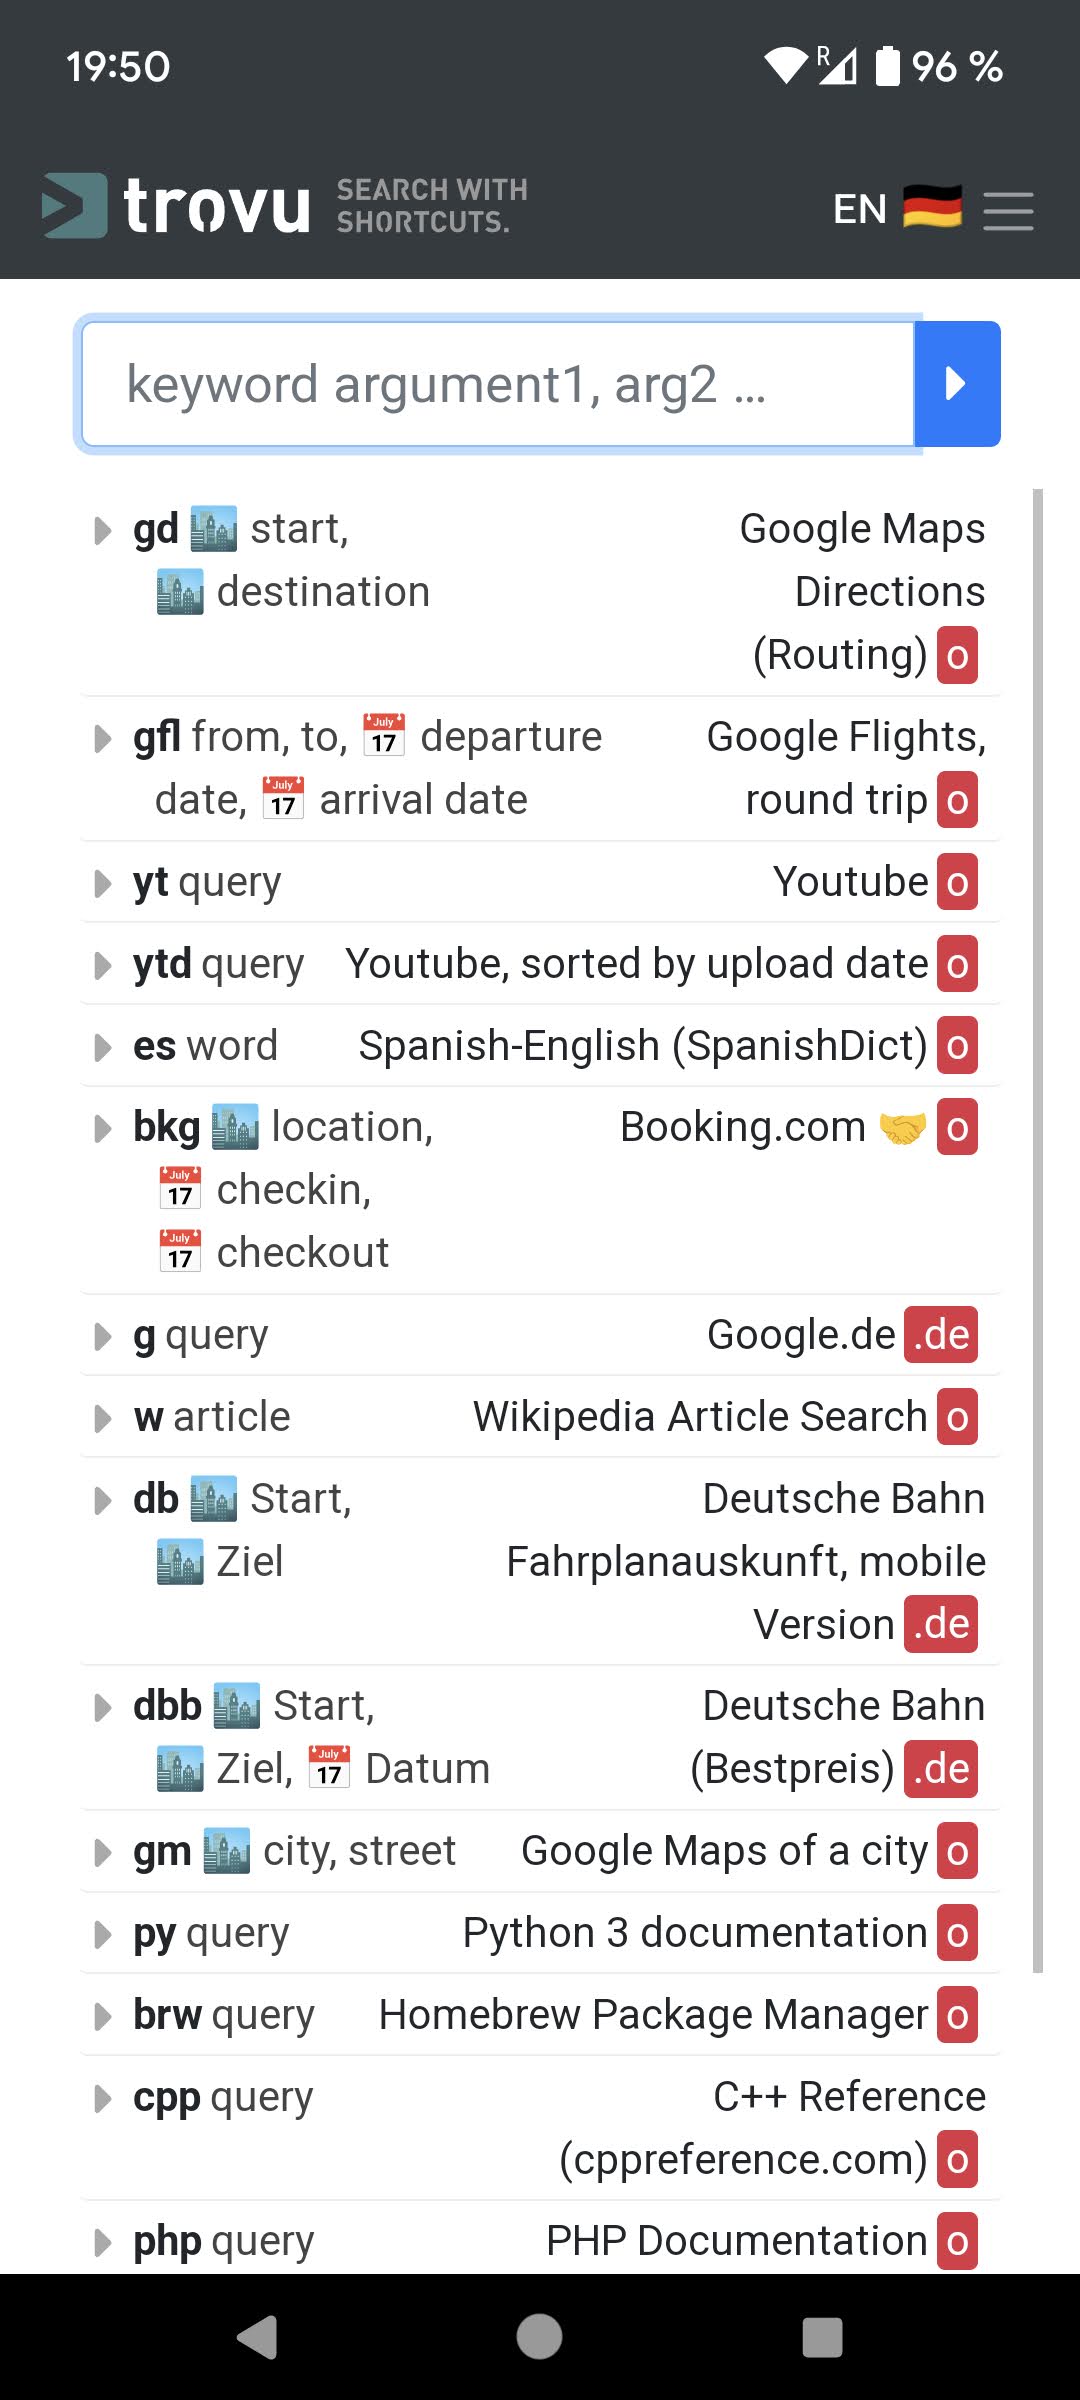 19:50 R 96 %
trovu SEARCH WITH
SHORTCUTS.
EN
keyword argument1, arg2 ...
gd start, Google Maps
destination Directions
(Routing) o
gfl from, to, July 17 departure Google Flights,
date, July 17 arrival date round trip o
yt query Youtube o
ytd query Youtube, sorted by upload date o
es word Spanish-English (SpanishDict) o
bkg location, Booking.com o
July 17 checkin,
July 17 checkout
g query Google.de .de
w article Wikipedia Article Search o
db Start, Deutsche Bahn
Ziel Fahrplanauskunft, mobile
Version .de
dbb Start, Deutsche Bahn
Ziel, July 17 Datum (Bestpreis) .de
gm city, street Google Maps of a city o
py query Python 3 documentation o
brw query Homebrew Package Manager o
cpp query C++ Reference
(cppreference.com) o
php query PHP Documentation o